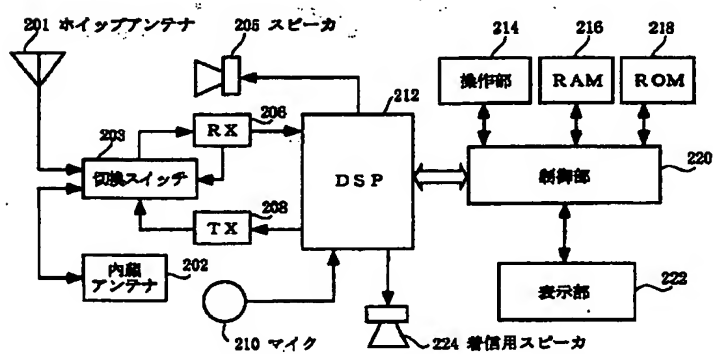 201 ホイップアンテナ
205 スピーカ
214
216
218
操作部
RAM
ROM
212
206
RX
203
切換スイッチ
DSP
制御部
220
208
TX
内蔵
アンテナ
202
表示部
222
210 マイク
224 着信用スピーカ